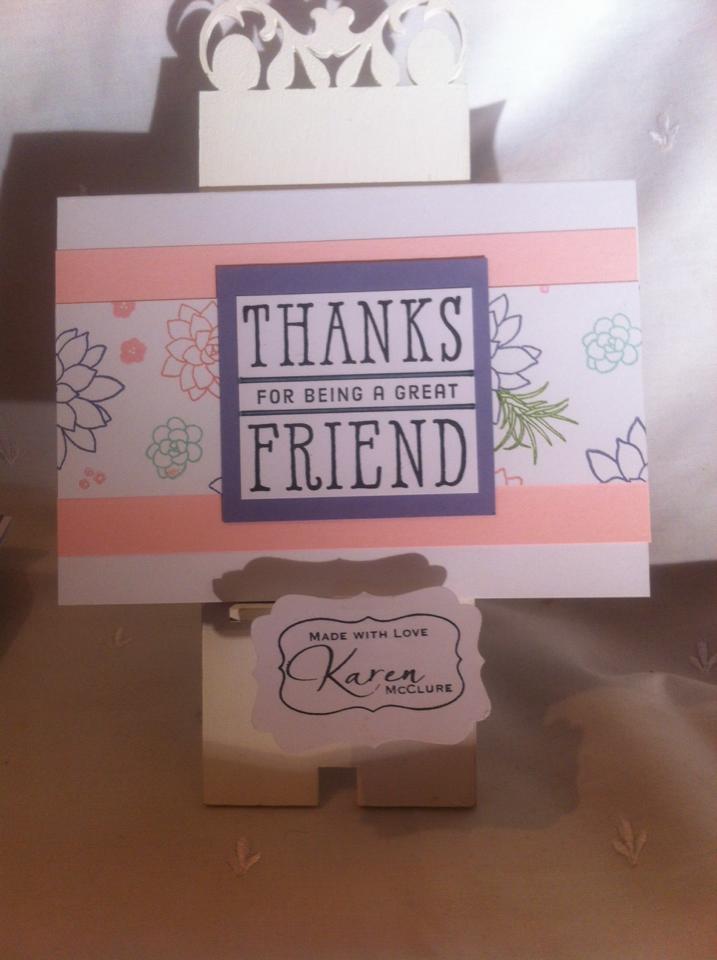 THANKS
FOR BEING A GREAT
FRIEND
MADE WITH LOVE
Karen
MCCLURE